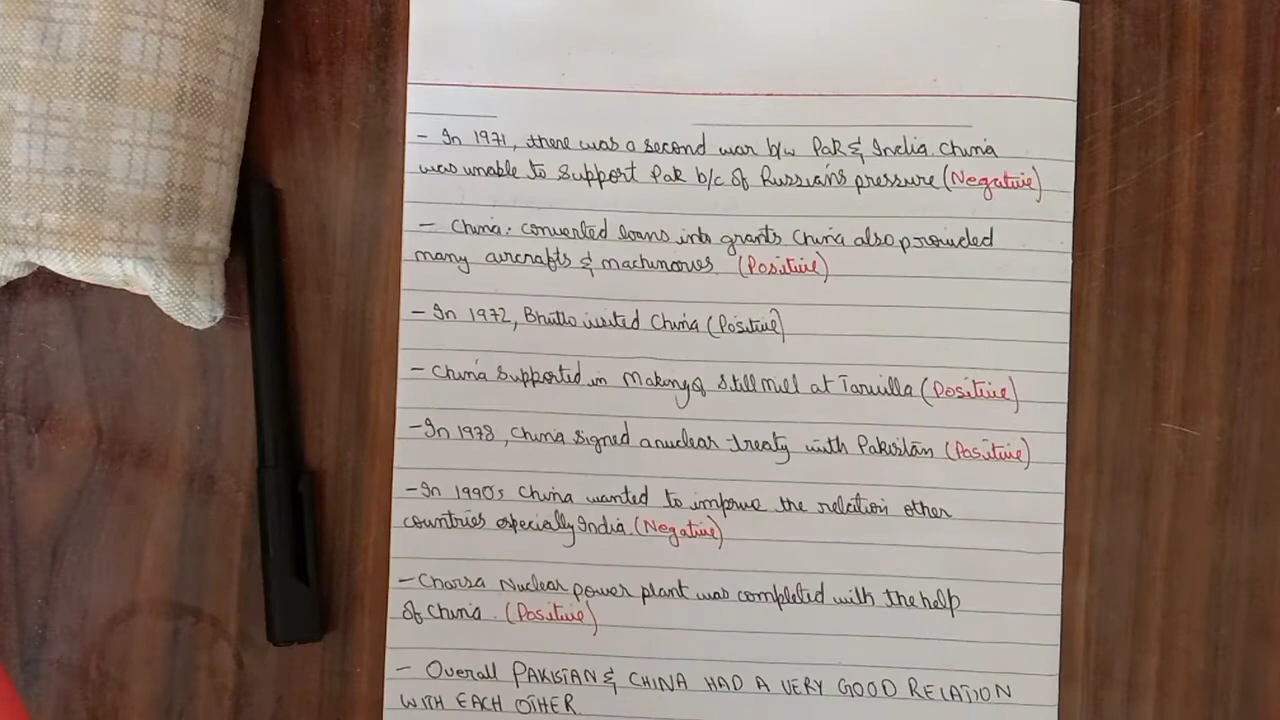 - In 1971, there was a second war b/w Pak & India. China
was unable to support Pak b/c of Russian's pressure (Negative)
- China. converted loans into grants China also provided
many aircrafts & machinories. (Positive)
- In 1972, Bhutto visited China (Positive)
- China supported in Making of Still mill at Taxilla (Positive)
- In 1978, China signed a nuclear treaty with Pakistan (Positive)
- In 1990s China wanted to improve the relation other
countries especially India. (Negative)
- Charsa Nuclear power plant was completed with the help
of China. (Positive)
- Overall PAKISTAN & CHINA HAD A VERY GOOD RELATION
WITH EACH OTHER